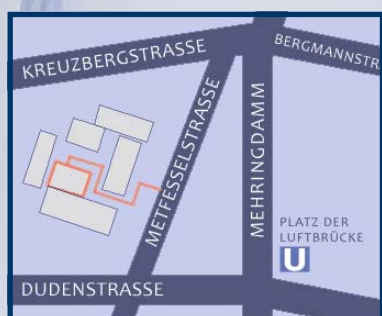 KREUZBERGSTRASSE
BERGMANNSTR
METFESSELSTRASSE
MEHRINGDAMM
PLATZ DER
LUFTBRÜCKE
U
DUDENSTRASSE